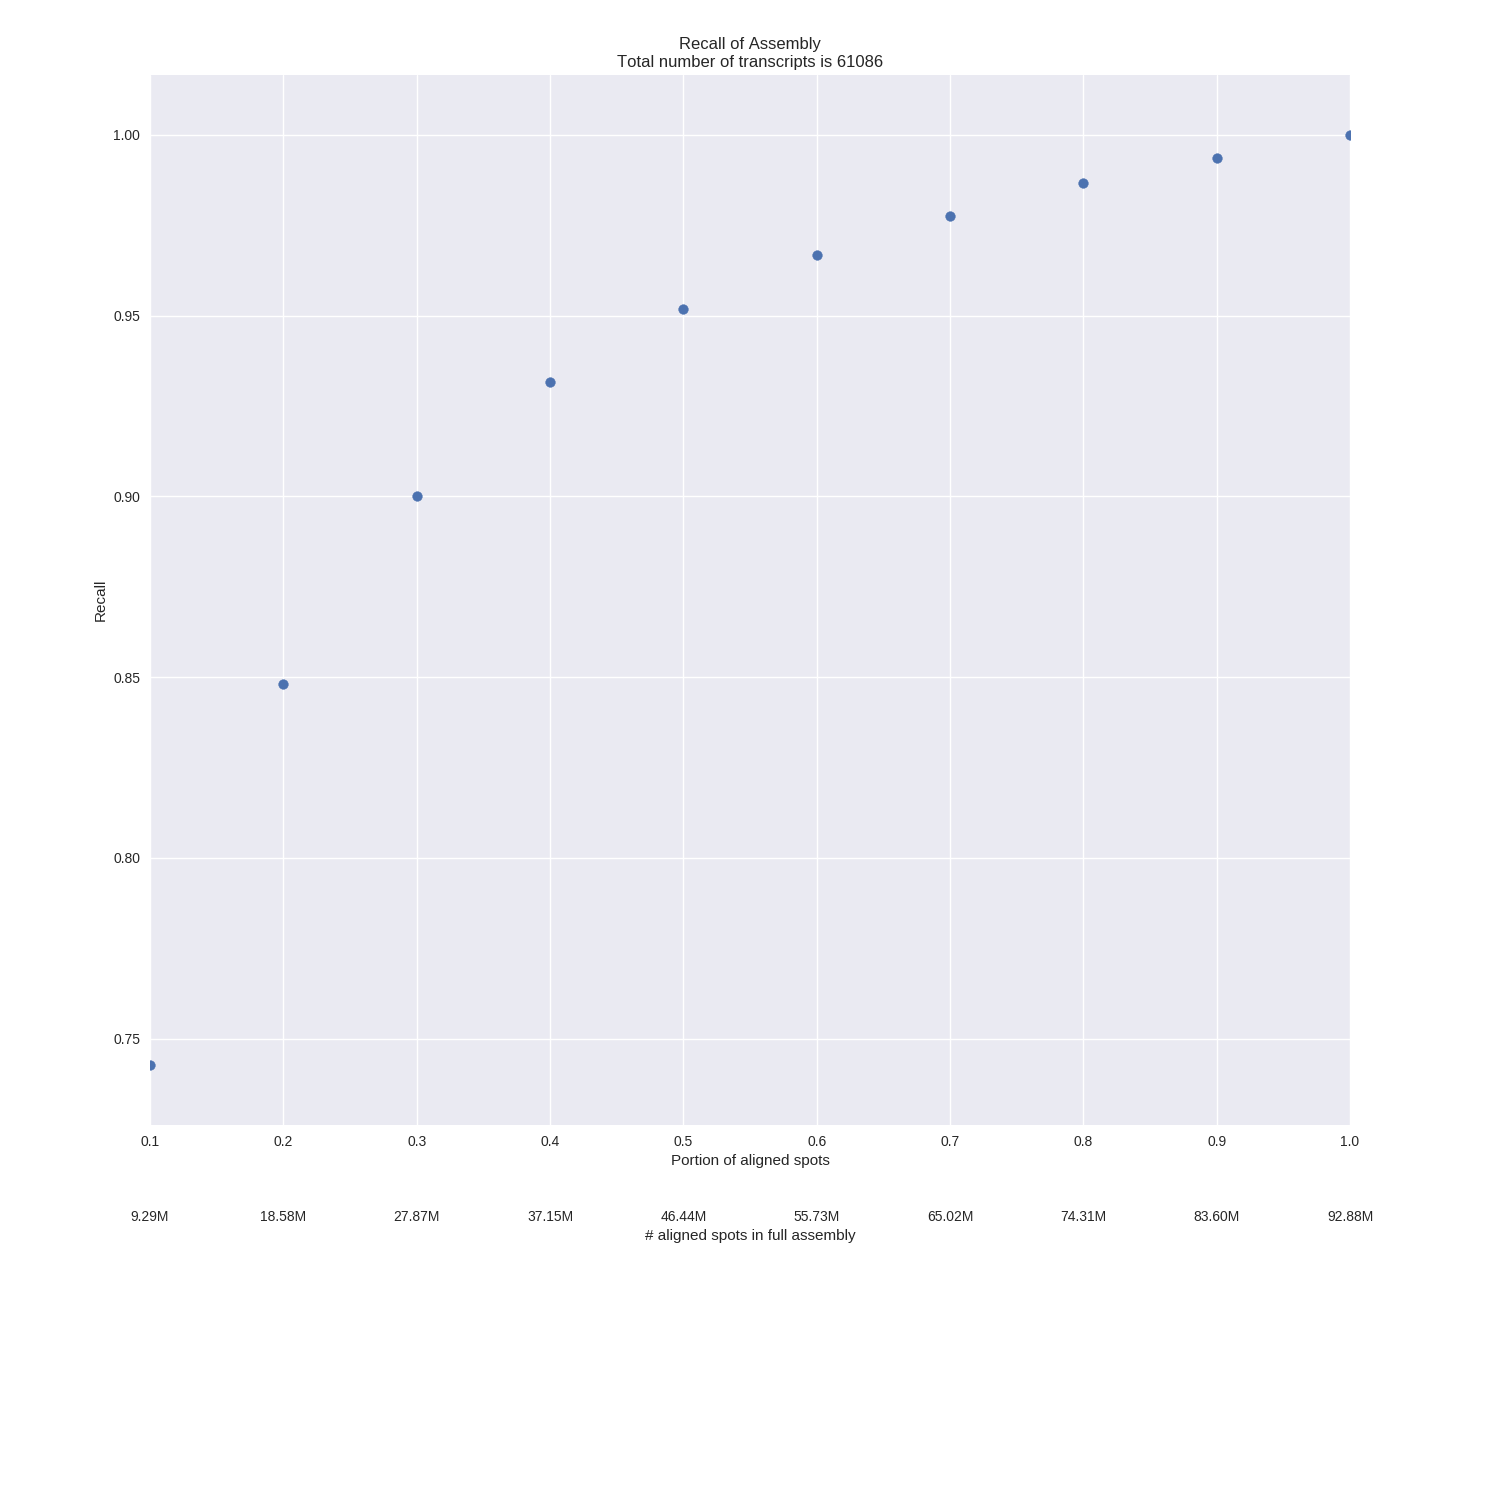 Recall of Assembly
Total number of transcripts is 61086
1.00
0.95
0.90
0.85
0.80
0.75
Recall
0.1 0.2 0.3 0.4 0.5 0.6 0.7 0.8 0.9 1.0
Portion of aligned spots
9.29M 18.58M 27.87M 37.15M 46.44M 55.73M 65.02M 74.31M 83.60M 92.88M
# aligned spots in full assembly